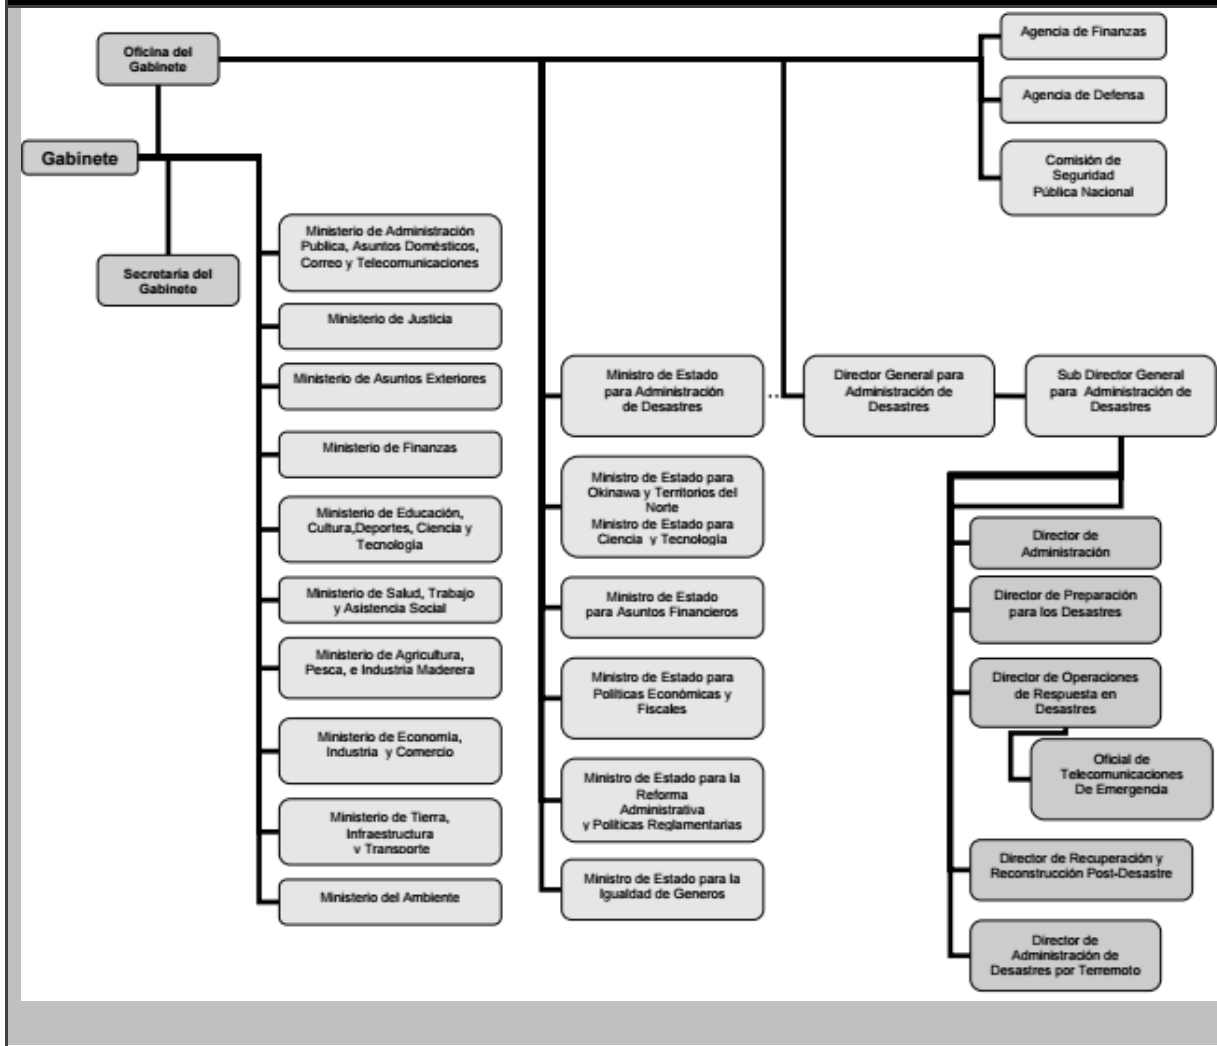 Oficina del
Gabinete
Gabinete
Secretaría del
Gabinete
Ministerio de Administración
Publica, Asuntos Domésticos,
Correo y Telecomunicaciones
Ministerio de Justicia
Ministerio de Asuntos Exteriores
Ministerio de Finanzas
Ministerio de Educación,
Cultura,Deportes, Ciencia y
Tecnología
Ministerio de Salud, Trabajo
y Asistencia Social
Ministerio de Agricultura,
Pesca, e Industria Maderera
Ministerio de Economía,
Industria y Comercio
Ministerio de Tierra,
Infraestructura
y Transporte
Ministerio del Ambiente
Ministro de Estado
para Administración
de Desastres
Ministro de Estado para
Okinawa y Territorios del
Norte
Ministro de Estado para
Ciencia y Tecnología
Ministro de Estado
para Asuntos Financieros
Ministro de Estado para
Políticas Económicas y
Fiscales
Ministro de Estado para la
Reforma
Administrativa
y Políticas Reglamentarias
Ministro de Estado para la
Igualdad de Generos
Agencia de Finanzas
Agencia de Defensa
Comisión de
Seguridad
Pública Nacional
Director General para
Administración de
Desastres
Sub Director General
para Administración de
Desastres
Director de
Administración
Director de Preparación
para los Desastres
Director de Operaciones
de Respuesta en
Desastres
Oficial de
Telecomunicaciones
De Emergencia
Director de Recuperación y
Reconstrucción Post-Desastre
Director de
Administración de
Desastres por Terremoto